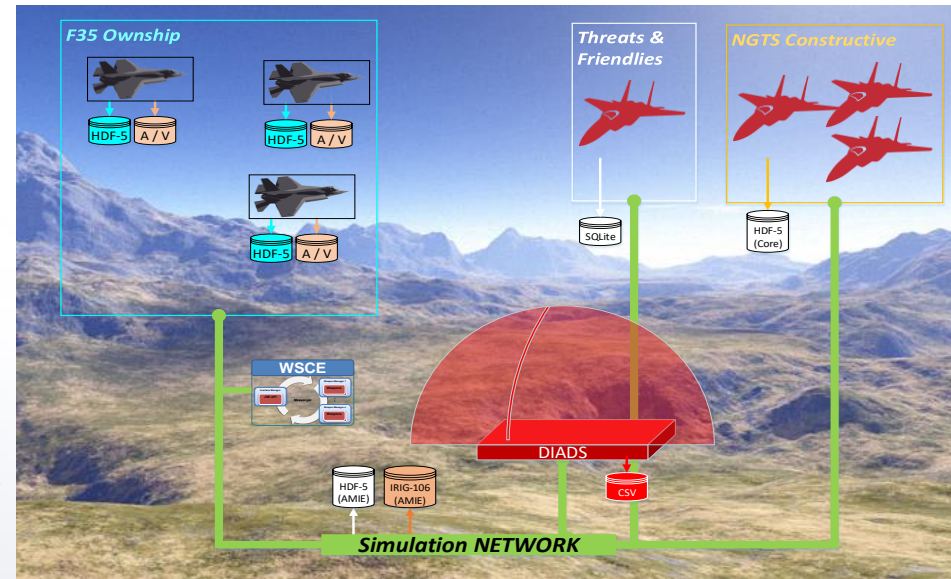 F35 Ownship
Threats &
Friendlies
NGTS Constructive
HDF-5
A / V
HDF-5
A / V
HDF-5
A / V
SQLite
HDF-5
(Core)
WSCE
DIADS
CSV
HDF-5
(AMIE)
IRIG-106
(AMIE)
Simulation NETWORK